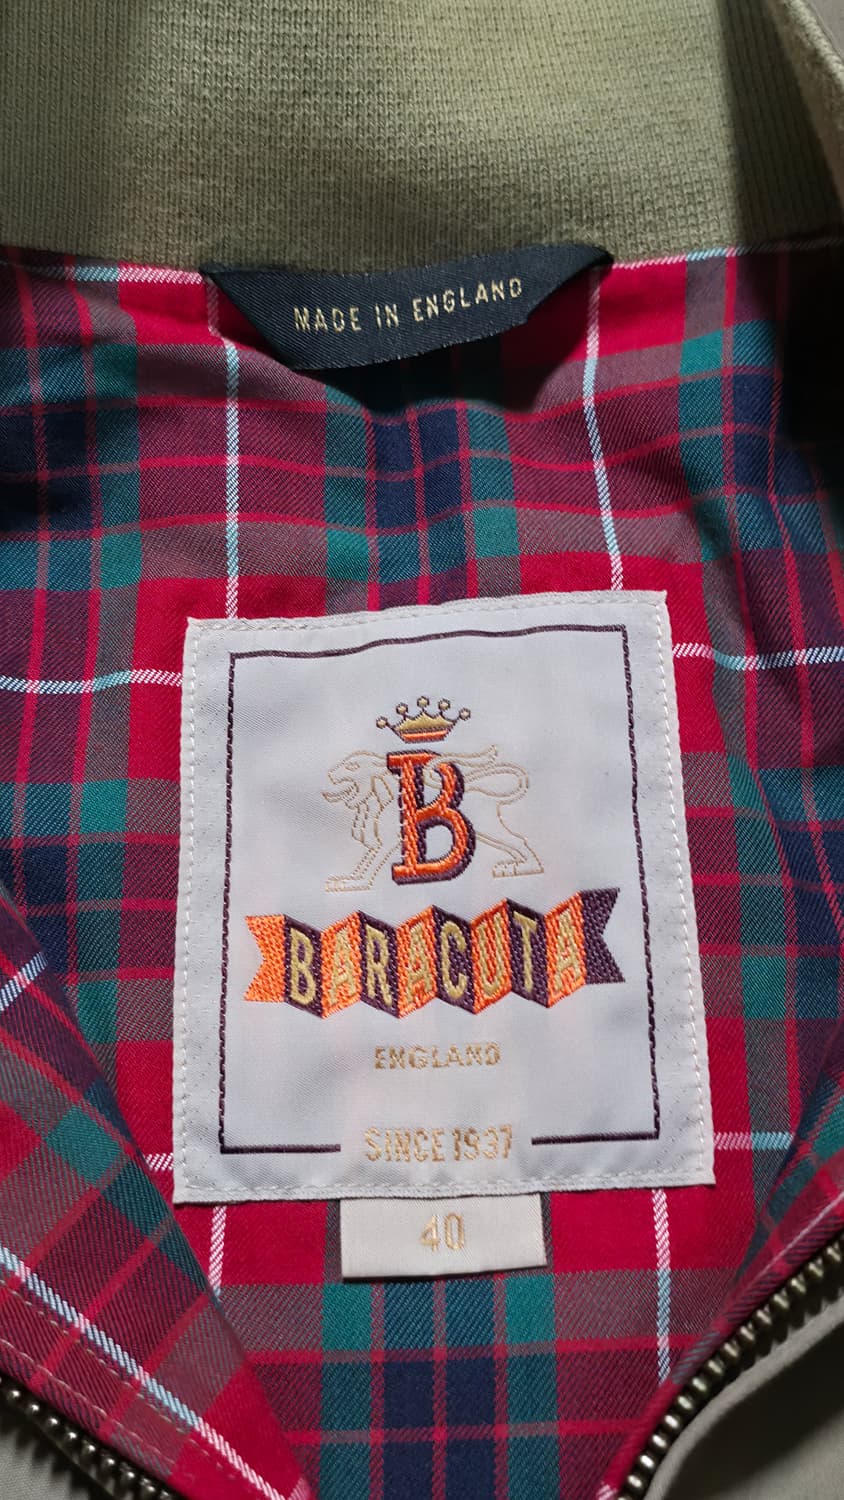 MADE IN ENGLAND
B
BARACUTA
ENGLAND
SINCE 1937
40